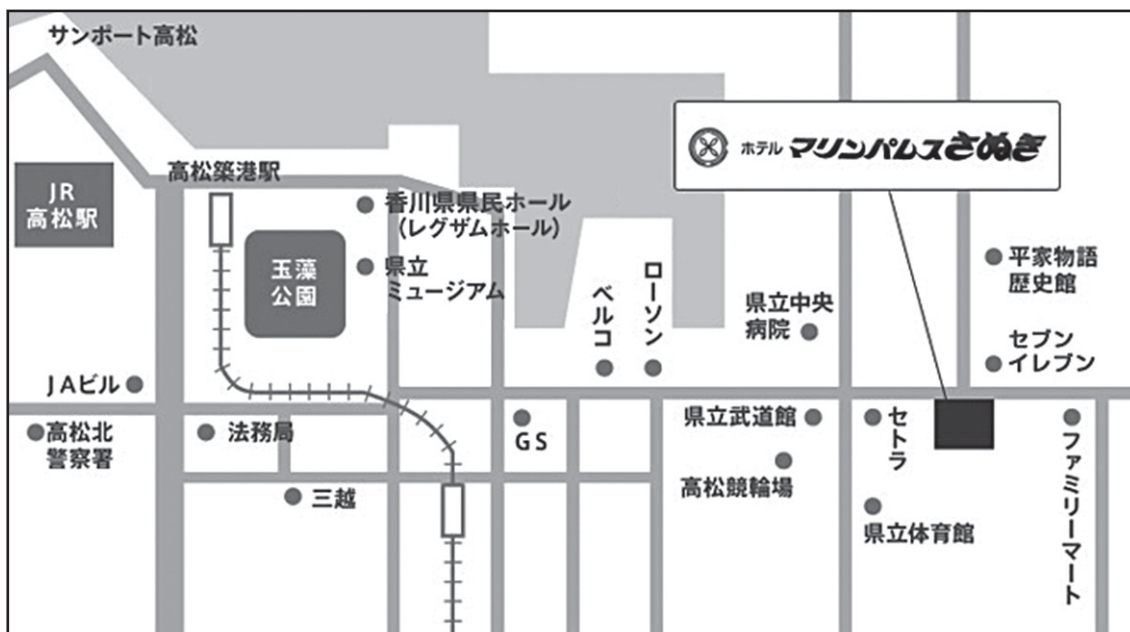 サンポート高松
JR
高松駅
高松築港駅
香川県県民ホール
(レグザムホール)
玉藻
公園
県立
ミュージアム
ホテル マリンパレスさぬき
平家物語
歴史館
セブン
イレブン
県立中央
病院
ローソン
ベルコ
JAビル
高松北
警察署
法務局
三越
GS
県立武道館
高松競輪場
セトラ
県立体育館
ファミリーマート